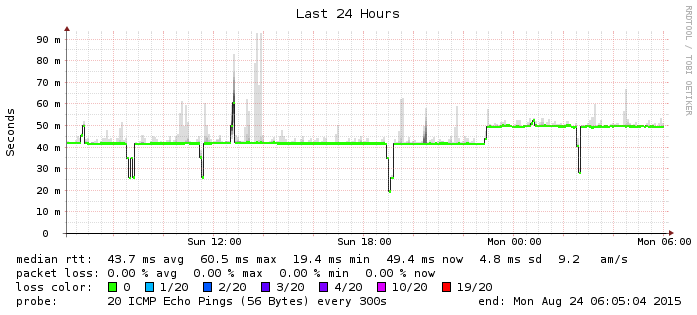 Last 24 Hours
RRDTOOL / TOBI OETIKER
Seconds
90 m
80 m
70 m
60 m
50 m
40 m
30 m
20 m
10 m
0
Sun 12:00 Sun 18:00 Mon 00:00 Mon 06:00
median rtt: 43.7 ms avg 60.5 ms max 19.4 ms min 49.4 ms now 4.8 ms sd 9.2 am/s
packet loss: 0.00 % avg 0.00 % max 0.00 % min 0.00 % now
loss color: 0 1/20 2/20 3/20 4/20 10/20 19/20
probe: 20 ICMP Echo Pings (56 Bytes) every 300s end: Mon Aug 24 06:05:04 2015